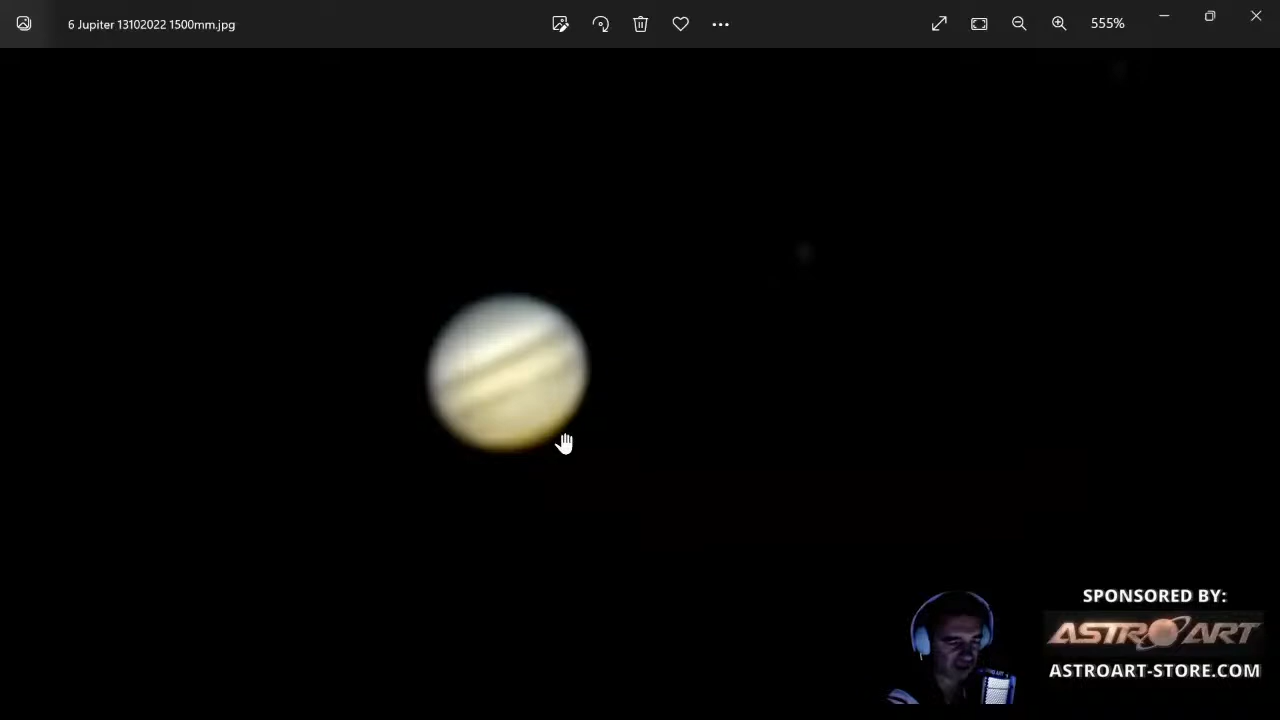 6 Jupiter 13102022 1500mm.jpg
555%
SPONSORED BY:
ASTROART
ASTROART-STORE.COM